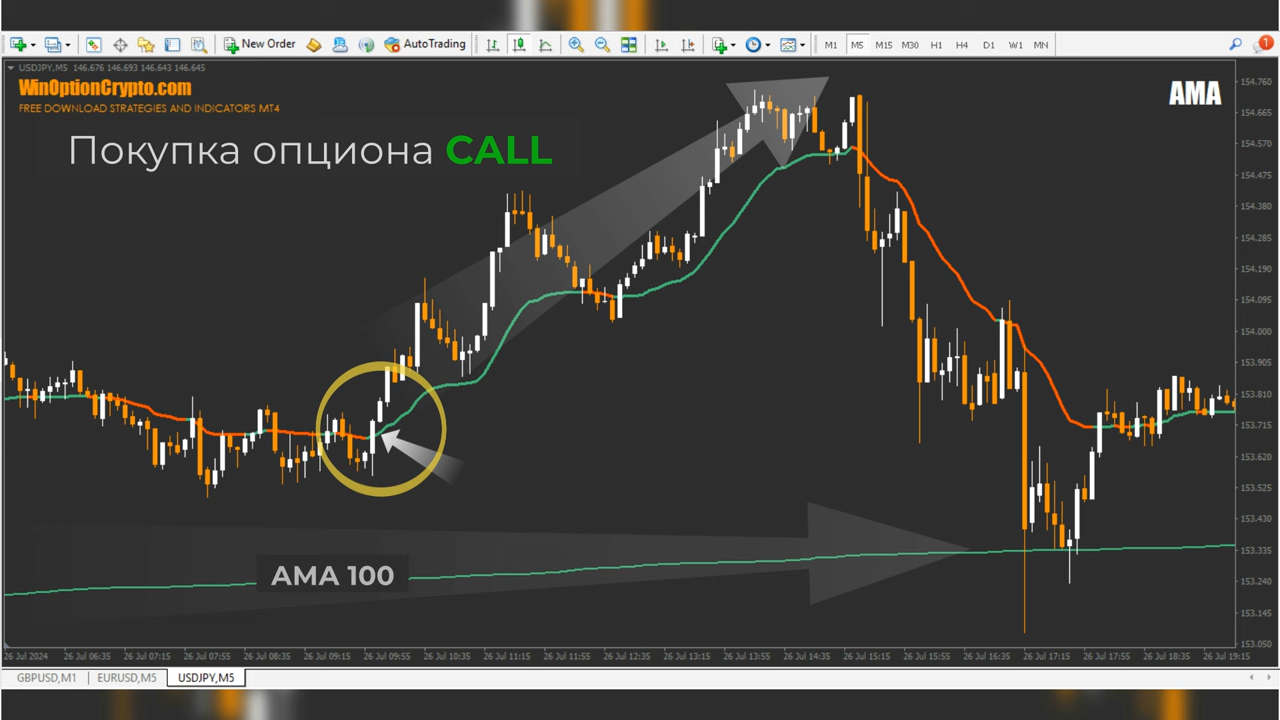 New Order
AutoTrading
M1 M5 M15 M30 H1 H4 D1 W1 MN
1
USDJPY,M5 146.676 146.693 146.643 146.645
WinOptionCrypto.com
FREE DOWNLOAD STRATEGIES AND INDICATORS MT4
AMA
Покупка опциона CALL
154.760
154.665
154.570
154.475
154.380
154.285
154.190
154.095
154.000
153.905
153.810
153.715
153.620
153.525
153.430
153.335
153.240
153.145
153.050
AMA 100
26 Jul 2024 26 Jul 06:35 26 Jul 07:15 26 Jul 07:55 26 Jul 08:35 26 Jul 09:15 26 Jul 09:55 26 Jul 10:35 26 Jul 11:15 26 Jul 11:55 26 Jul 12:35 26 Jul 13:15 26 Jul 13:55 26 Jul 14:35 26 Jul 15:15 26 Jul 15:55 26 Jul 16:35 26 Jul 17:15 26 Jul 17:55 26 Jul 18:35 26 Jul 19:15
GBPUSD,M1 EURUSD,M5 USDJPY,M5